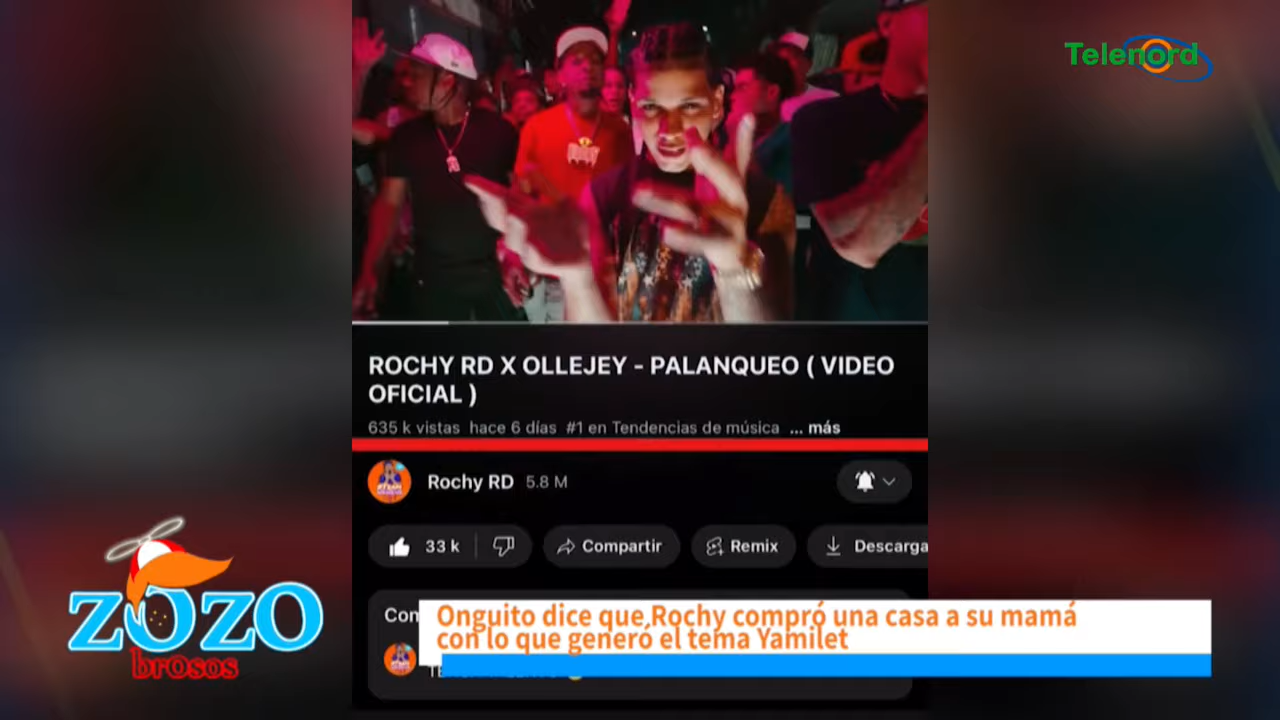 Telenord
ROCHY RD X OLLEJEY - PALANQUEO ( VIDEO
OFICIAL )
635 k vistas hace 6 días #1 en Tendencias de música ... más
Rochy RD 5.8 M
33 k Compartir Remix Descarga
Com
Onguito dice que Rochy compró una casa a su mamá
con lo que generó el tema Yamilet
zozo
brosos